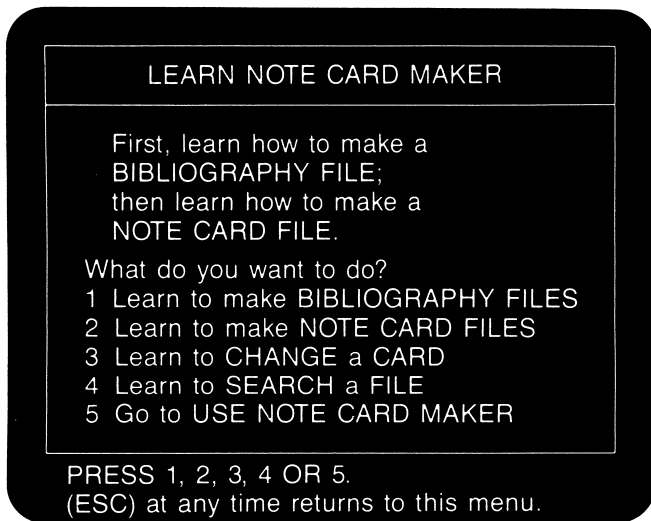 LEARN NOTE CARD MAKER
First, learn how to make a
BIBLIOGRAPHY FILE;
then learn how to make a
NOTE CARD FILE.
What do you want to do?
1 Learn to make BIBLIOGRAPHY FILES
2 Learn to make NOTE CARD FILES
3 Learn to CHANGE a CARD
4 Learn to SEARCH a FILE
5 Go to USE NOTE CARD MAKER
PRESS 1, 2, 3, 4 OR 5.
(ESC) at any time returns to this menu.